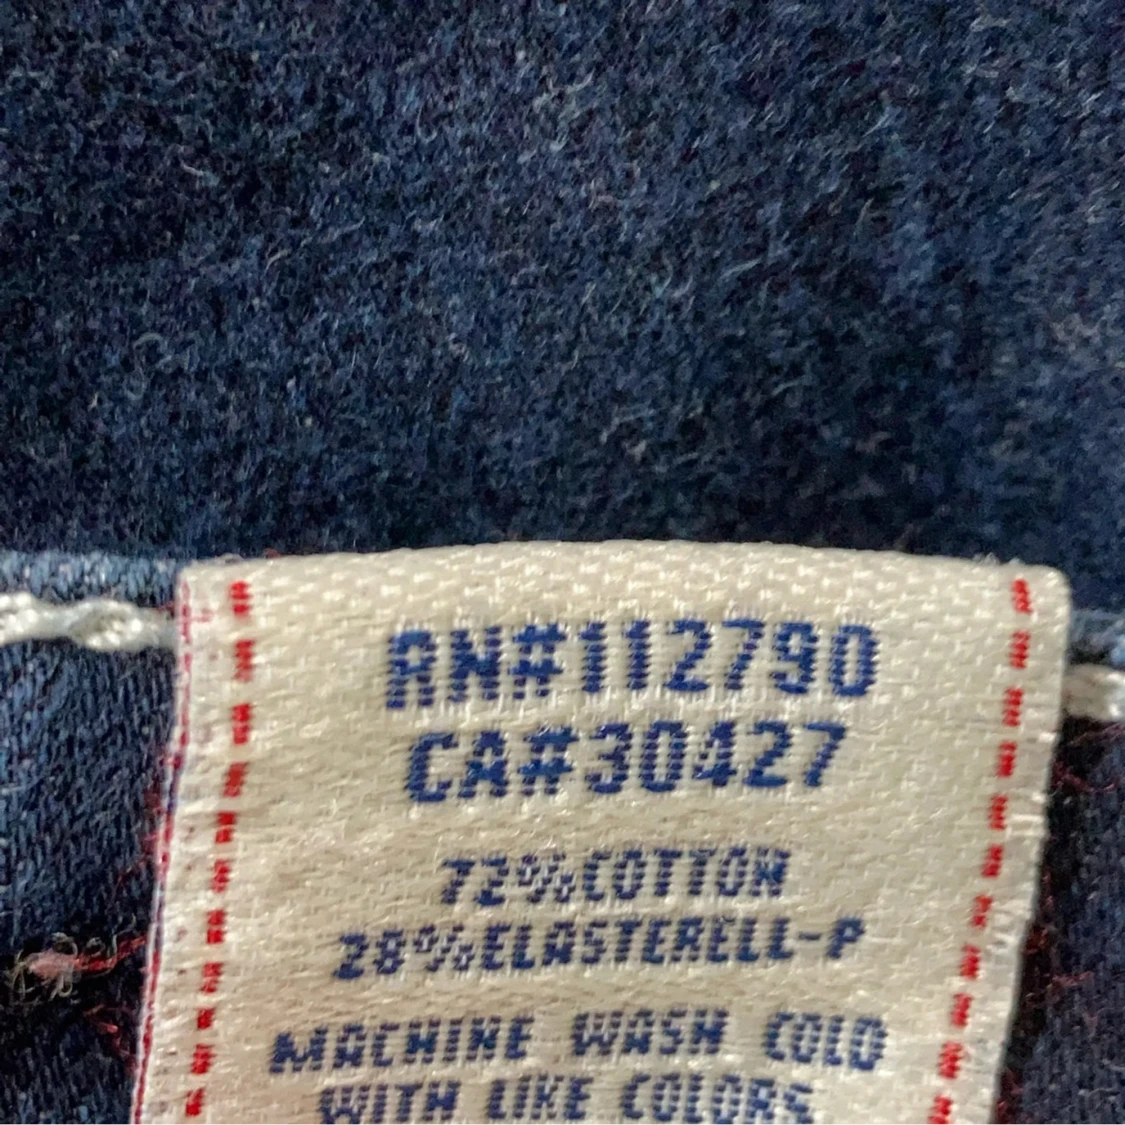 RN#112790
CA#30427
72%COTTON
28%ELASTERELL-P
MACHINE WASH COLD
WITH LIKE COLORS